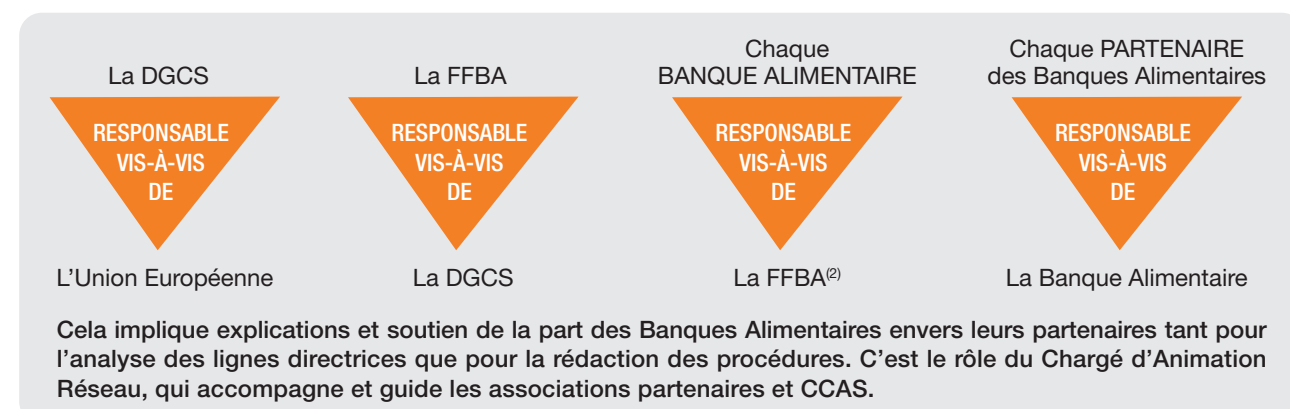 La DGCS
RESPONSABLE
VIS-À-VIS
DE
L’Union Européenne
La FFBA
RESPONSABLE
VIS-À-VIS
DE
La DGCS
Chaque
BANQUE ALIMENTAIRE
RESPONSABLE
VIS-À-VIS
DE
La FFBA(2)
Chaque PARTENAIRE
des Banques Alimentaires
RESPONSABLE
VIS-À-VIS
DE
La Banque Alimentaire
Cela implique explications et soutien de la part des Banques Alimentaires envers leurs partenaires tant pour
l’analyse des lignes directrices que pour la rédaction des procédures. C’est le rôle du Chargé d’Animation
Réseau, qui accompagne et guide les associations partenaires et CCAS.